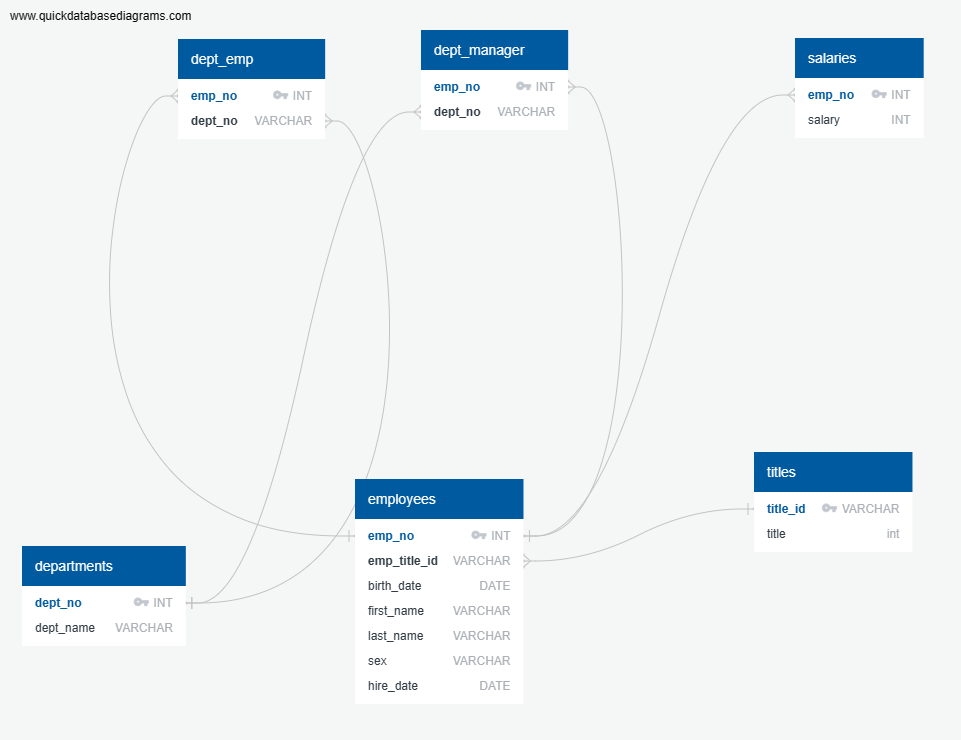 www.quickdatabasediagrams.com
dept_emp
emp_no INT
dept_no VARCHAR
dept_manager
emp_no INT
dept_no VARCHAR
salaries
emp_no INT
salary INT
employees
emp_no INT
emp_title_id VARCHAR
birth_date DATE
first_name VARCHAR
last_name VARCHAR
sex VARCHAR
hire_date DATE
titles
title_id VARCHAR
title int
departments
dept_no INT
dept_name VARCHAR